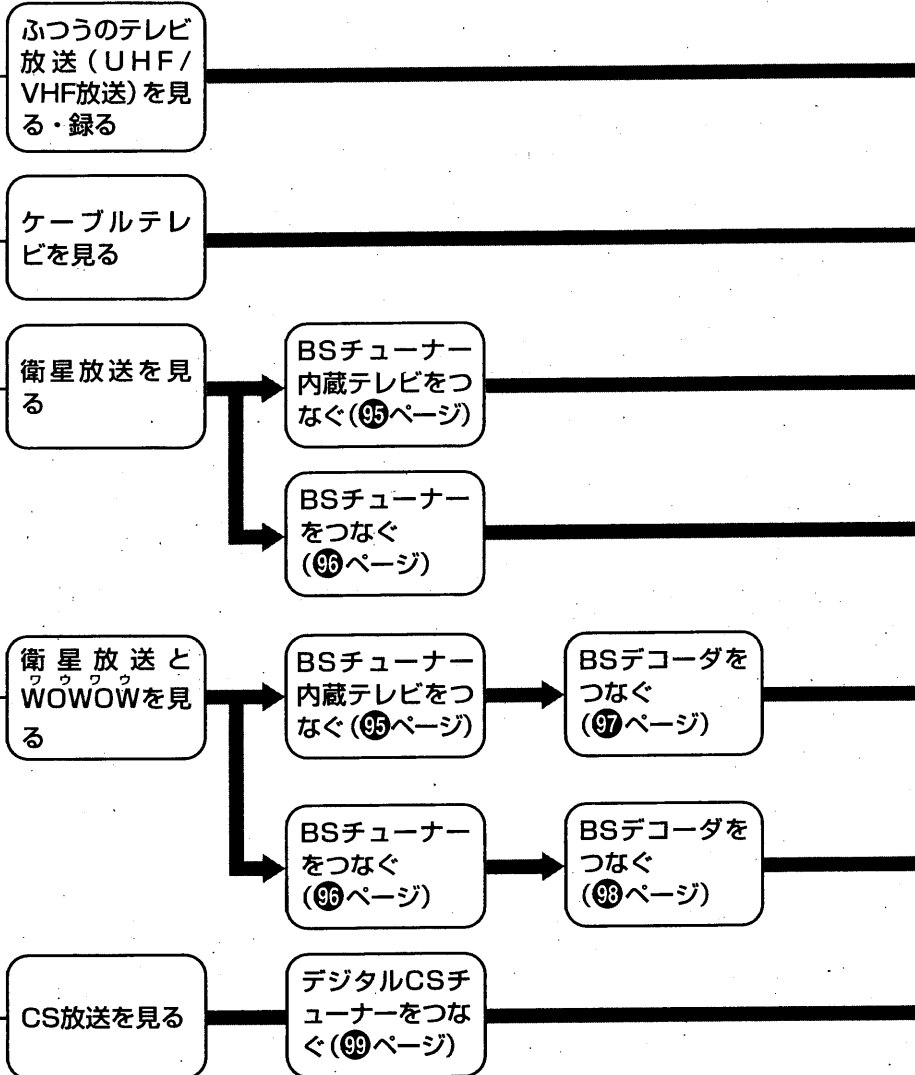 ふつうのテレビ
放送(UHF/
VHF放送)を見
る・録る
ケーブルテレ
ビを見る
衛星放送を見
る
BSチューナー
内蔵テレビをつ
なぐ(95ページ)
BSチューナー
をつなぐ
(96ページ)
衛星放送と
ワウワウ
WOWOWを見
る
BSチューナー
内蔵テレビをつ
なぐ(95ページ)
BSデコーダを
つなぐ
(97ページ)
BSチューナー
をつなぐ
(96ページ)
BSデコーダを
つなぐ
(98ページ)
CS放送を見る
デジタルCSチ
ューナーをつな
ぐ(99ページ)